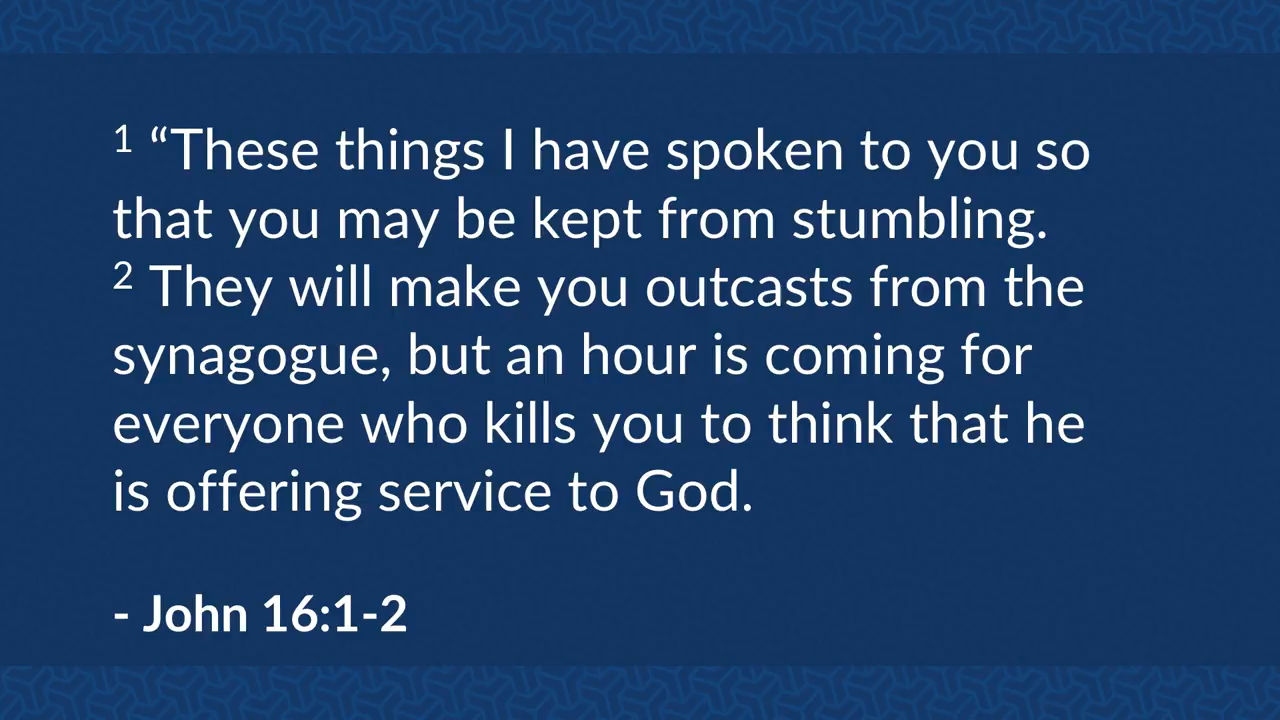 1 “These things I have spoken to you so
that you may be kept from stumbling.
2 They will make you outcasts from the
synagogue, but an hour is coming for
everyone who kills you to think that he
is offering service to God.
- John 16:1-2